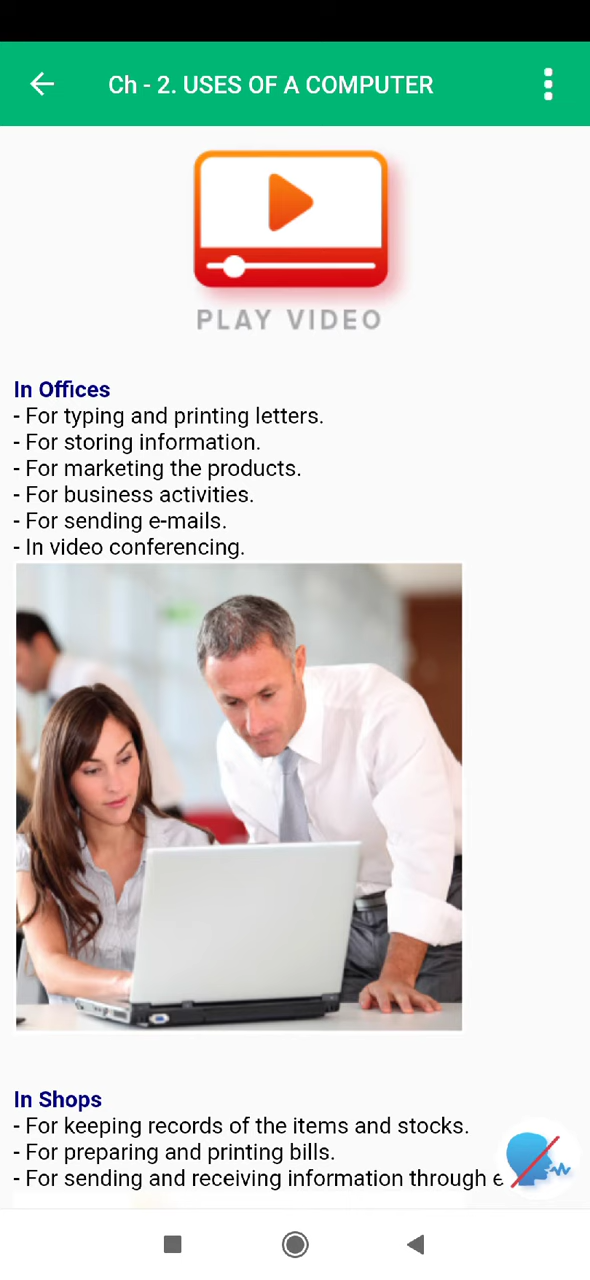 Ch - 2. USES OF A COMPUTER
PLAY VIDEO
In Offices
- For typing and printing letters.
- For storing information.
- For marketing the products.
- For business activities.
- For sending e-mails.
- In video conferencing.
In Shops
- For keeping records of the items and stocks.
- For preparing and printing bills.
- For sending and receiving information through